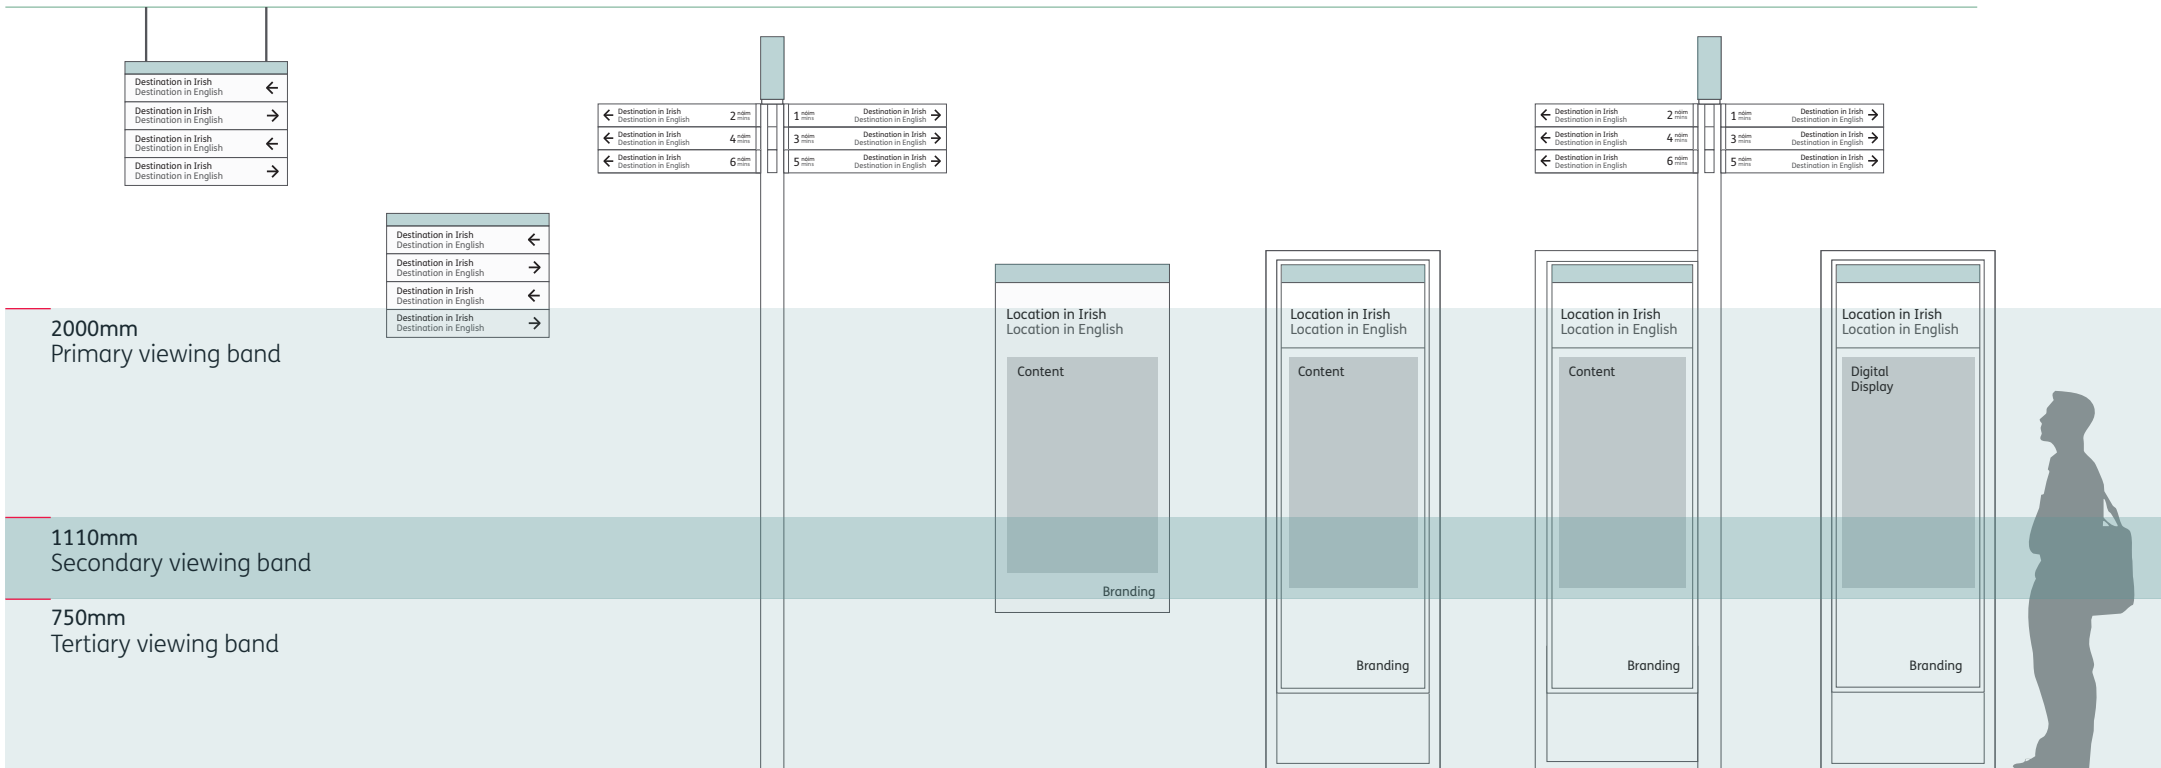 Destination in Irish
Destination in English
Destination in Irish
Destination in English
Destination in Irish
Destination in English
Destination in Irish
Destination in English
Destination in Irish
Destination in English
Destination in Irish
Destination in English
Destination in Irish
Destination in English
Destination in Irish
Destination in English
Destination in Irish
Destination in English
2 nóim mins
1 nóim mins
Destination in Irish
Destination in English
Destination in Irish
Destination in English
4 nóim mins
3 nóim mins
Destination in Irish
Destination in English
Destination in Irish
Destination in English
6 nóim mins
5 nóim mins
Destination in Irish
Destination in English
Location in Irish
Location in English
Content
Branding
Location in Irish
Location in English
Content
Branding
Destination in Irish
Destination in English
2 nóim mins
1 nóim mins
Destination in Irish
Destination in English
Destination in Irish
Destination in English
4 nóim mins
3 nóim mins
Destination in Irish
Destination in English
Destination in Irish
Destination in English
6 nóim mins
5 nóim mins
Destination in Irish
Destination in English
Location in Irish
Location in English
Content
Branding
Location in Irish
Location in English
Digital
Display
Branding
2000mm
Primary viewing band
1110mm
Secondary viewing band
750mm
Tertiary viewing band